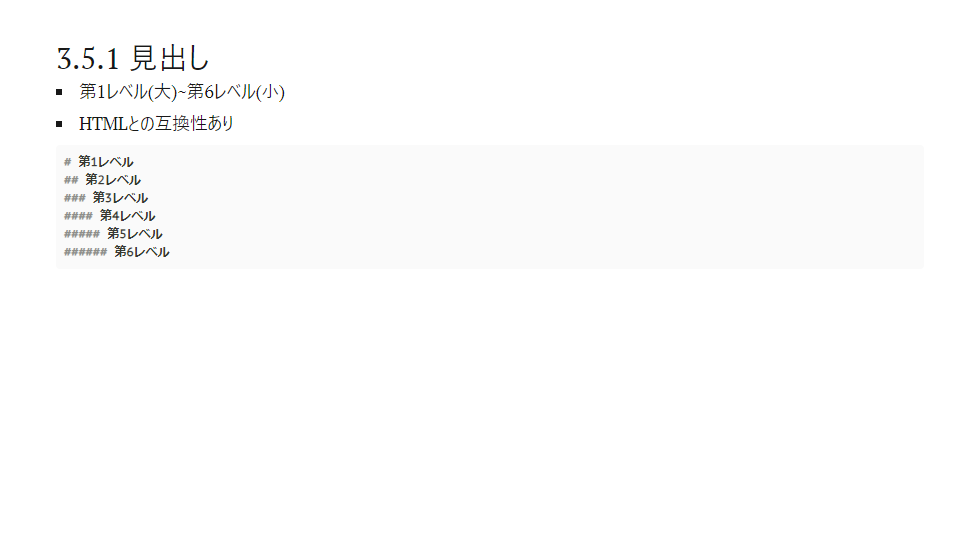 3.5.1 見出し
第1レベル(大)~第6レベル(小)
HTMLとの互換性あり
# 第1レベル
## 第2レベル
### 第3レベル
#### 第4レベル
##### 第5レベル
###### 第6レベル